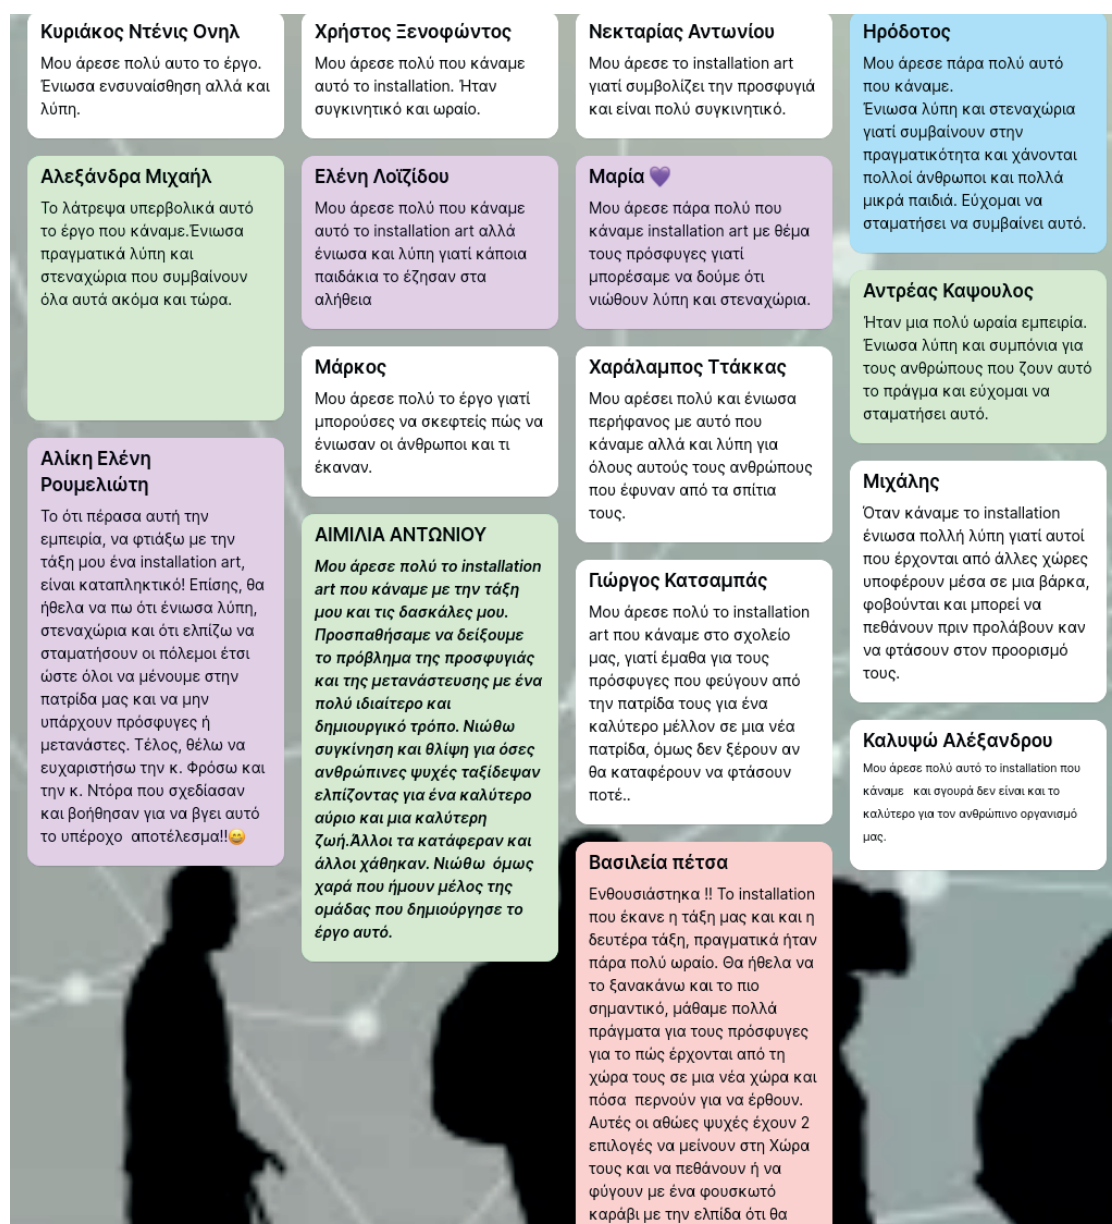 Κυριάκος Ντένις Ονηλ
Μου άρεσε πολύ αυτο το έργο.
Ένιωσα ενσυναίσθηση αλλά και
λύπη.
Αλεξάνδρα Μιχαήλ
Το λάτρεψα υπερβολικά αυτό
το έργο που κάναμε.Ένιωσα
πραγματικά λύπη και
στεναχώρια που συμβαίνουν
όλα αυτά ακόμα και τώρα.
Αλίκη Ελένη
Ρουμελιώτη
Το ότι πέρασα αυτή την
εμπειρία, να φτιάξω με την
τάξη μου ένα installation art,
είναι καταπληκτικό! Επίσης, θα
ήθελα να πω ότι ένιωσα λύπη,
στεναχώρια και ότι ελπίζω να
σταματήσουν οι πόλεμοι έτσι
ώστε όλοι να μένουμε στην
πατρίδα μας και να μην
υπάρχουν πρόσφυγες ή
μετανάστες. Τέλος, θέλω να
ευχαριστήσω την κ. Φρόσω και
την κ. Ντόρα που σχεδίασαν
και βοήθησαν για να βγει αυτό
το υπέροχο αποτέλεσμα!!😄
Χρήστος Ξενοφώντος
Μου άρεσε πολύ που κάναμε
αυτό το installation. Ήταν
συγκινητικό και ωραίο.
Ελένη Λοϊζίδου
Μου άρεσε πολύ που κάναμε
αυτό το installation art αλλά
ένιωσα και λύπη γιατί κάποια
παιδάκια το έζησαν στα
αλήθεια
Μάρκος
Μου άρεσε πολύ το έργο γιατί
μπορούσες να σκεφτείς πώς να
ένιωσαν οι άνθρωποι και τι
έκαναν.
ΑΙΜΙΛΙΑ ΑΝΤΩΝΙΟΥ
Μου άρεσε πολύ το installation
art που κάναμε με την τάξη
μου και τις δασκάλες μου.
Προσπαθήσαμε να δείξουμε
το πρόβλημα της προσφυγιάς
και της μετανάστευσης με ένα
πολύ ιδιαίτερο και
δημιουργικό τρόπο. Νιώθω
συγκίνηση και θλίψη για όσες
ανθρώπινες ψυχές ταξίδεψαν
ελπίζοντας για ένα καλύτερο
αύριο και μια καλύτερη
ζωή.Άλλοι τα κατάφεραν και
άλλοι χάθηκαν. Νιώθω όμως
χαρά που ήμουν μέλος της
ομάδας που δημιούργησε το
έργο αυτό.
Νεκταρίας Αντωνίου
Μου άρεσε το installation art
γιατί συμβολίζει την προσφυγιά
και είναι πολύ συγκινητικό.
Μαρία 💜
Μου άρεσε πάρα πολύ που
κάναμε installation art με θέμα
τους πρόσφυγες γιατί
μπορέσαμε να δούμε ότι
νιώθουν λύπη και στεναχώρια.
Χαράλαμπος Ττάκκας
Μου αρέσει πολύ και ένιωσα
περήφανος με αυτό που
κάναμε αλλά και λύπη για
όλους αυτούς τους ανθρώπους
που έφυναν από τα σπίτια
τους.
Γιώργος Κατσαμπάς
Μου άρεσε πολύ το installation
art που κάναμε στο σχολείο
μας, γιατί έμαθα για τους
πρόσφυγες που φεύγουν από
την πατρίδα τους για ένα
καλύτερο μέλλον σε μια νέα
πατρίδα, όμως δεν ξέρουν αν
θα καταφέρουν να φτάσουν
ποτέ..
Βασιλεία πέτσα
Ενθουσιάστηκα !! Το installation
που έκανε η τάξη μας και και η
δευτέρα τάξη, πραγματικά ήταν
πάρα πολύ ωραίο. Θα ήθελα να
το ξανακάνω και το πιο
σημαντικό, μάθαμε πολλά
πράγματα για τους πρόσφυγες
για το πώς έρχονται από τη
χώρα τους σε μια νέα χώρα και
πόσα περνούν για να έρθουν.
Αυτές οι αθώες ψυχές έχουν 2
επιλογές να μείνουν στη Χώρα
τους και να πεθάνουν ή να
φύγουν με ένα φουσκωτό
καράβι με την ελπίδα ότι θα
Ηρόδοτος
Μου άρεσε πάρα πολύ αυτό
που κάναμε.
Ένιωσα λύπη και στεναχώρια
γιατί συμβαίνουν στην
πραγματικότητα και χάνονται
πολλοί άνθρωποι και πολλά
μικρά παιδιά. Εύχομαι να
σταματήσει να συμβαίνει αυτό.
Αντρέας Καψουλος
Ήταν μια πολύ ωραία εμπειρία.
Ένιωσα λύπη και συμπόνια για
τους ανθρώπους που ζουν αυτό
το πράγμα και εύχομαι να
σταματήσει αυτό.
Μιχάλης
Όταν κάναμε το installation
ένιωσα πολλή λύπη γιατί αυτοί
που έρχονται από άλλες χώρες
υποφέρουν μέσα σε μια βάρκα,
φοβούνται και μπορεί να
πεθάνουν πριν προλάβουν καν
να φτάσουν στον προορισμό
τους.
Καλυψώ Αλέξανδρου
Μου άρεσε πολύ αυτό το installation που
κάναμε και σγουρά δεν είναι και το
καλύτερο για τον ανθρώπινο οργανισμό
μας.